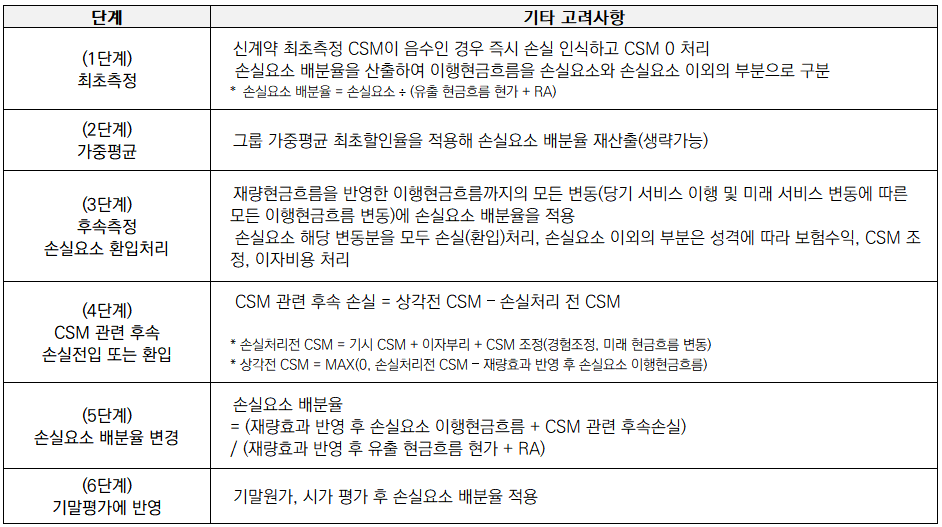 단계
기타 고려사항
(1단계)
최초측정
신계약 최초측정 CSM이 음수인 경우 즉시 손실 인식하고 CSM 0 처리
손실요소 배분율을 산출하여 이행현금흐름을 손실요소와 손실요소 이외의 부분으로 구분
* 손실요소 배분율 = 손실요소 ÷ (유출 현금흐름 현가 + RA)
(2단계)
가중평균
그룹 가중평균 최초할인율을 적용해 손실요소 배분율 재산출(생략가능)
(3단계)
후속측정
손실요소 환입처리
재량현금흐름을 반영한 이행현금흐름까지의 모든 변동(당기 서비스 이행 및 미래 서비스 변동에 따른
모든 이행현금흐름 변동)에 손실요소 배분율을 적용
손실요소 해당 변동분을 모두 손실(환입)처리, 손실요소 이외의 부분은 성격에 따라 보험수익, CSM 조
정, 이자비용 처리
(4단계)
CSM 관련 후속
손실전입 또는 환입
CSM 관련 후속 손실 = 상각전 CSM - 손실처리 전 CSM
* 손실처리전 CSM = 기시 CSM + 이자부리 + CSM 조정(경험조정, 미래 현금흐름 변동)
* 상각전 CSM = MAX(0, 손실처리전 CSM - 재량효과 반영 후 손실요소 이행현금흐름)
(5단계)
손실요소 배분율 변경
손실요소 배분율
= (재량효과 반영 후 손실요소 이행현금흐름 + CSM 관련 후속손실)
/ (재량효과 반영 후 유출 현금흐름 현가 + RA)
(6단계)
기말평가에 반영
기말원가, 시가 평가 후 손실요소 배분율 적용